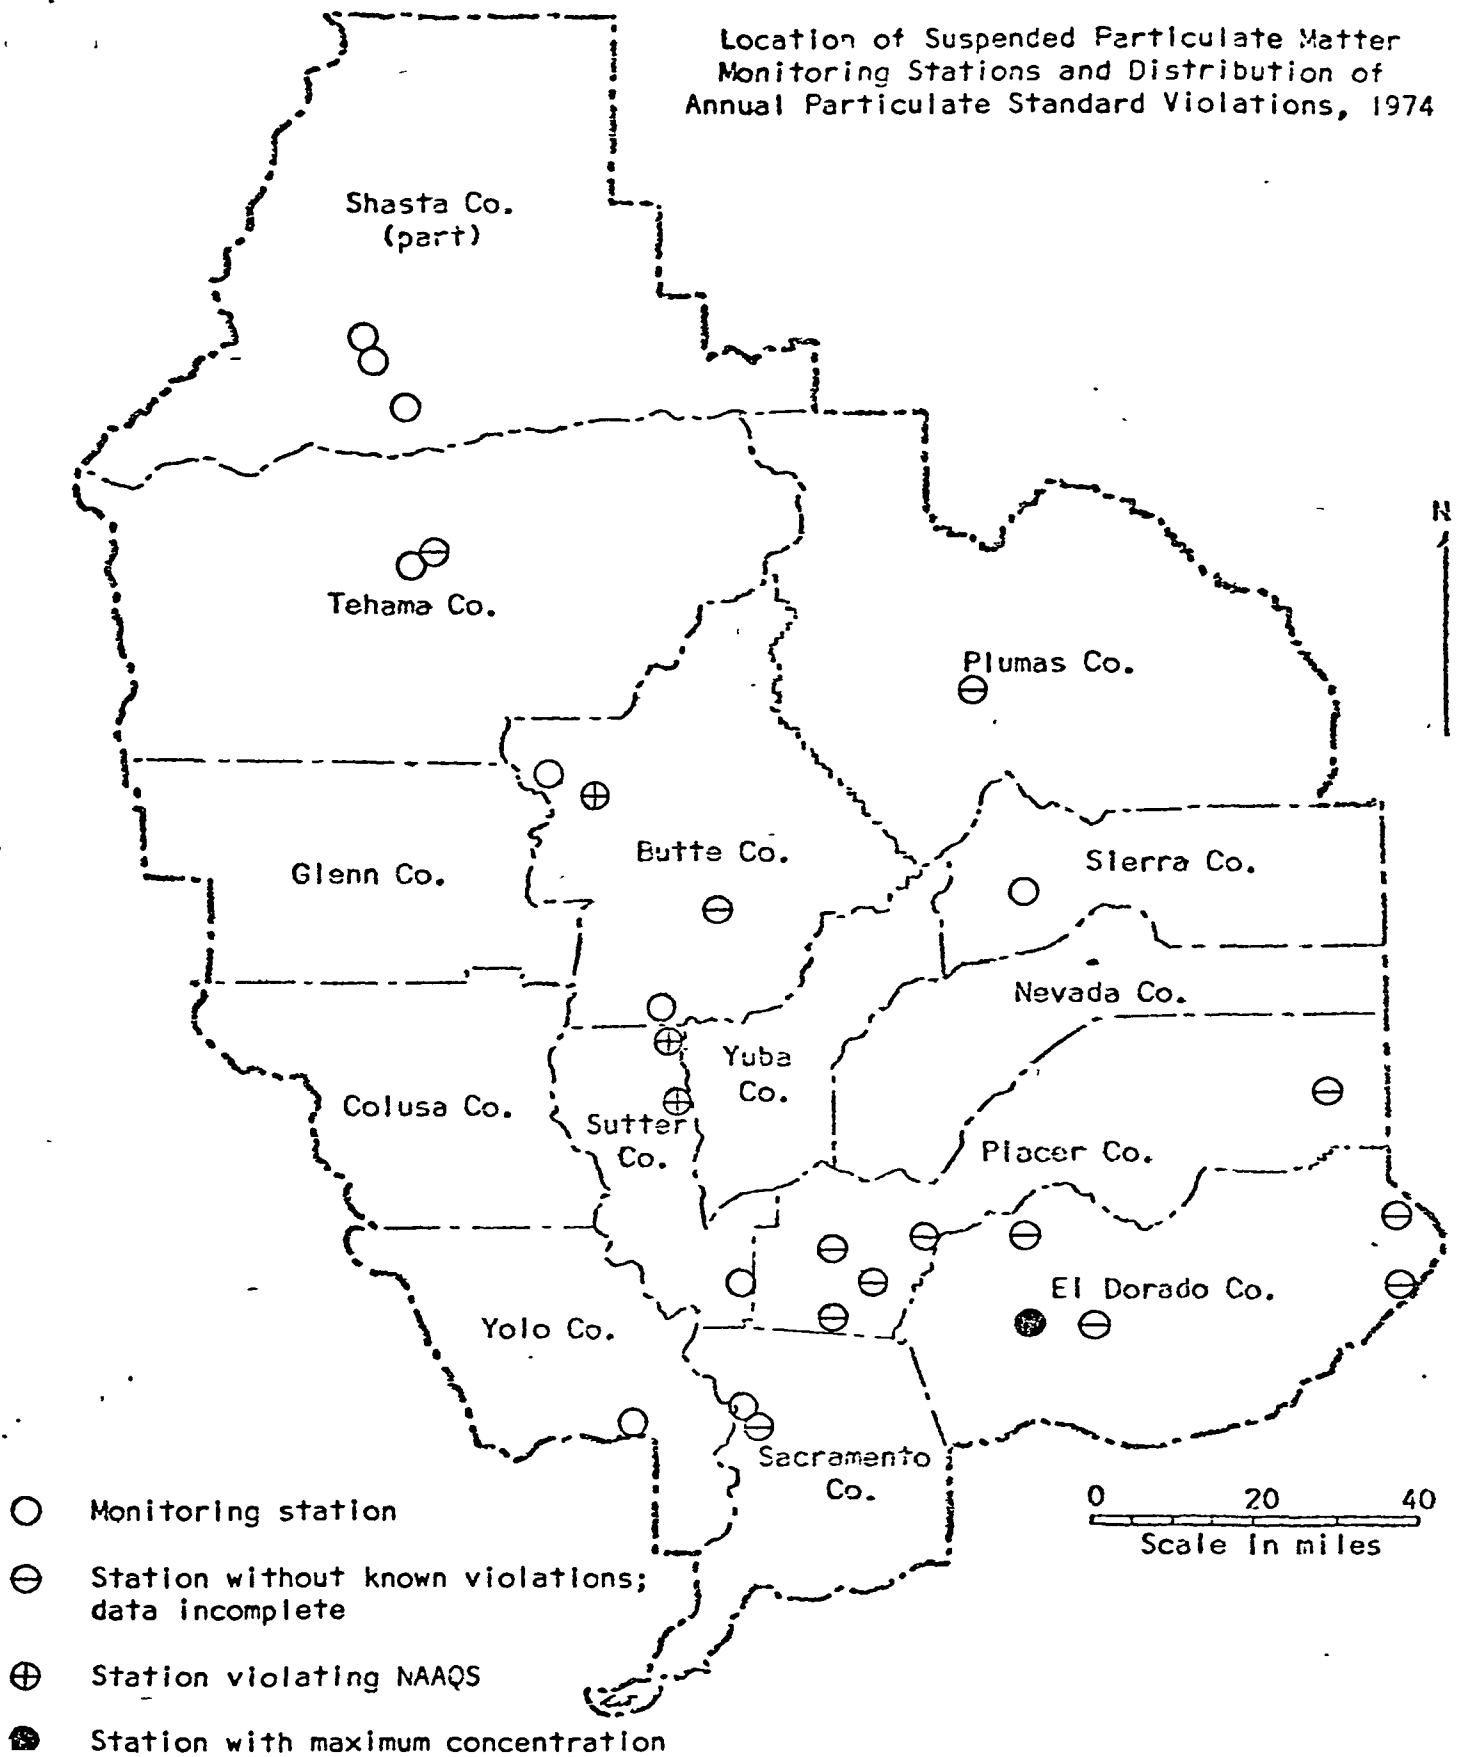 Location of Suspended Particulate Matter
Monitoring Stations and Distribution of
Annual Particulate Standard Violations, 1974
Shasta Co.
(part)
N
Tehama Co.
Plumas Co.
Butte Co.
Sierra Co.
Glenn Co.
Nevada Co.
Yuba
Co.
Colusa Co.
Sutter
Co.
Placer Co.
El Dorado Co.
Yolo Co.
Sacramento
Co.
0 20 40
Scale in miles
Monitoring station
Station without known violations;
data incomplete
Station violating NAAQS
Station with maximum concentration